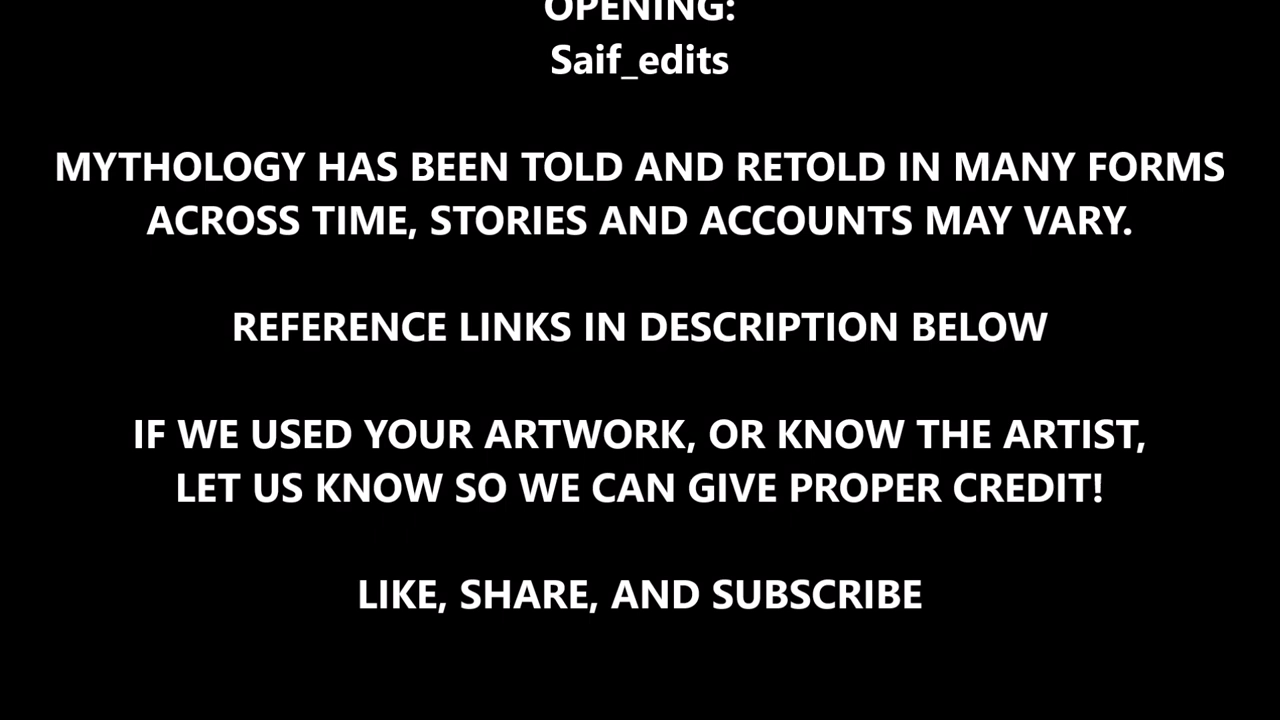 OPENING:
Saif_edits
MYTHOLOGY HAS BEEN TOLD AND RETOLD IN MANY FORMS
ACROSS TIME, STORIES AND ACCOUNTS MAY VARY.
REFERENCE LINKS IN DESCRIPTION BELOW
IF WE USED YOUR ARTWORK, OR KNOW THE ARTIST,
LET US KNOW SO WE CAN GIVE PROPER CREDIT!
LIKE, SHARE, AND SUBSCRIBE